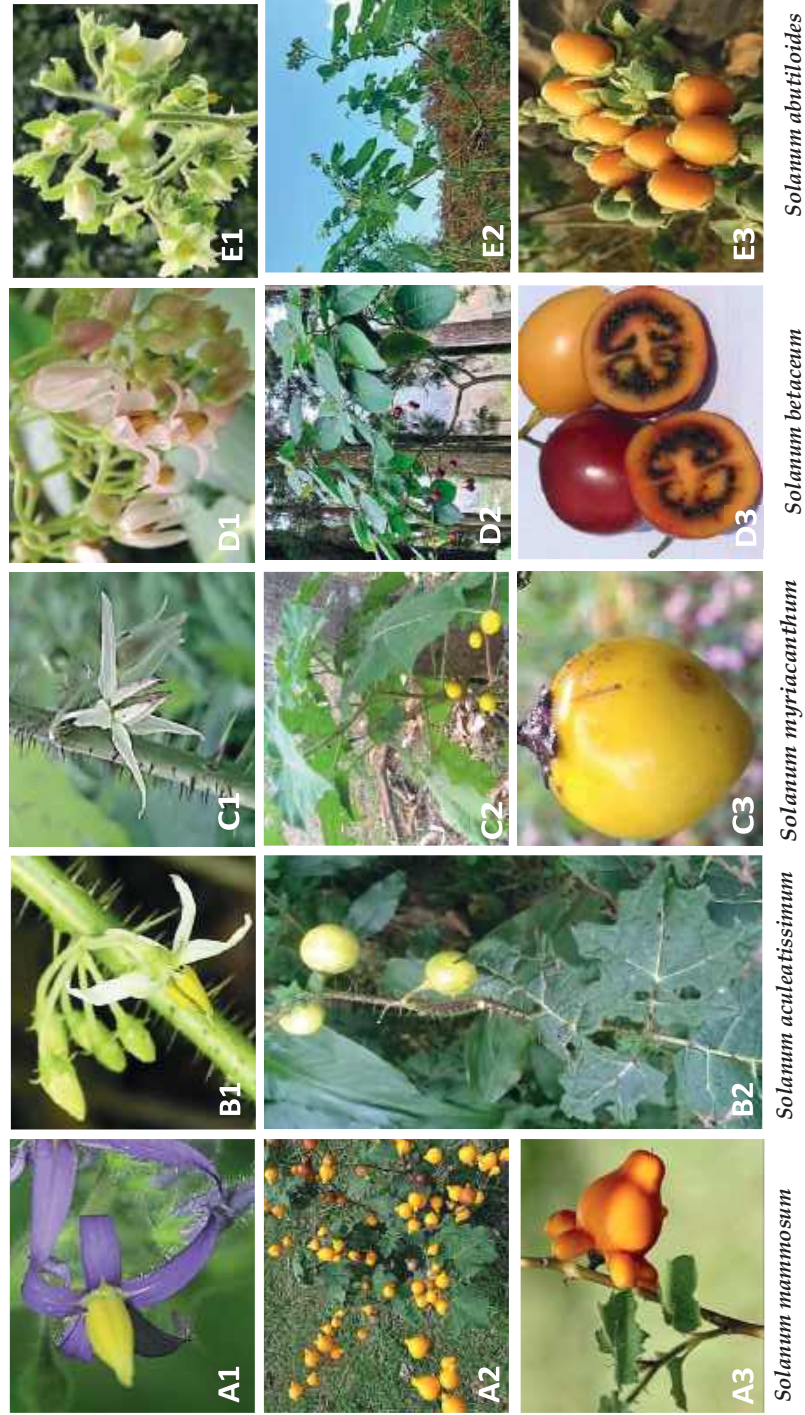 A1
B1
C1
D1
E1
A2
B2
C2
D2
E2
A3
C3
D3
E3
Solanum mammosum
Solanum aculeatissimum
Solanum myriacanthum
Solanum betaceum
Solanum abutiloides